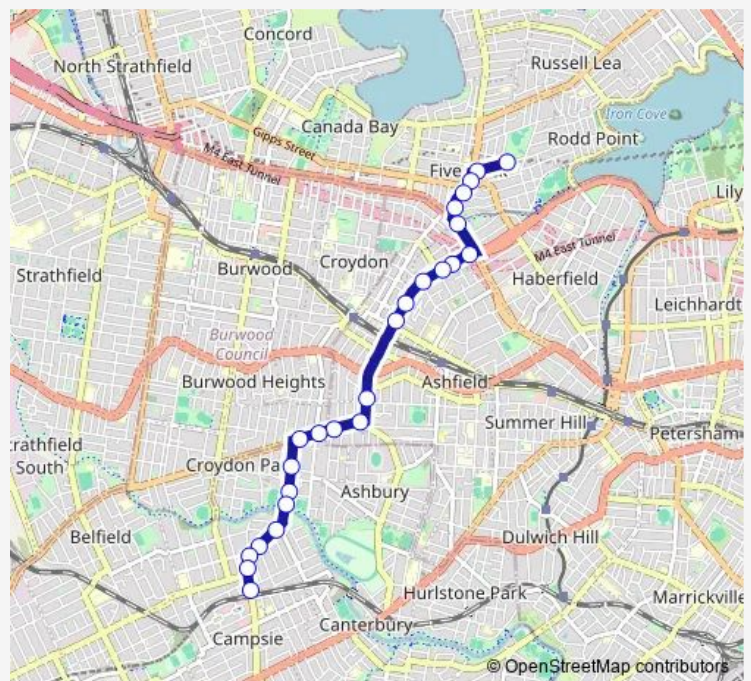 Concord
North Strathfield
Russell Lea
Canada Bay
Iron Cove
Gipps Street
Rodd Point
M4 East Tunnel
Five
Lily
M4 East Tunnel
Strathfield
Burwood
Croydon
Haberfield
Leichhardt
Burwood
Council
Burwood Heights
Ashfield
Summer Hill
Petersham
rathfield
South
Croydon Pa
Ashbury
Belfield
Dulwich Hill
Hurlstone Park
Marrickville
Canterbury
Campsie
© OpenStreetMap contributors